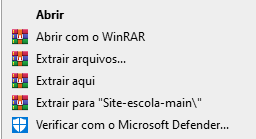 Abrir
Abrir com o WinRAR
Extrair arquivos...
Extrair aqui
Extrair para "Site-escola-main\"
Verificar com o Microsoft Defender...